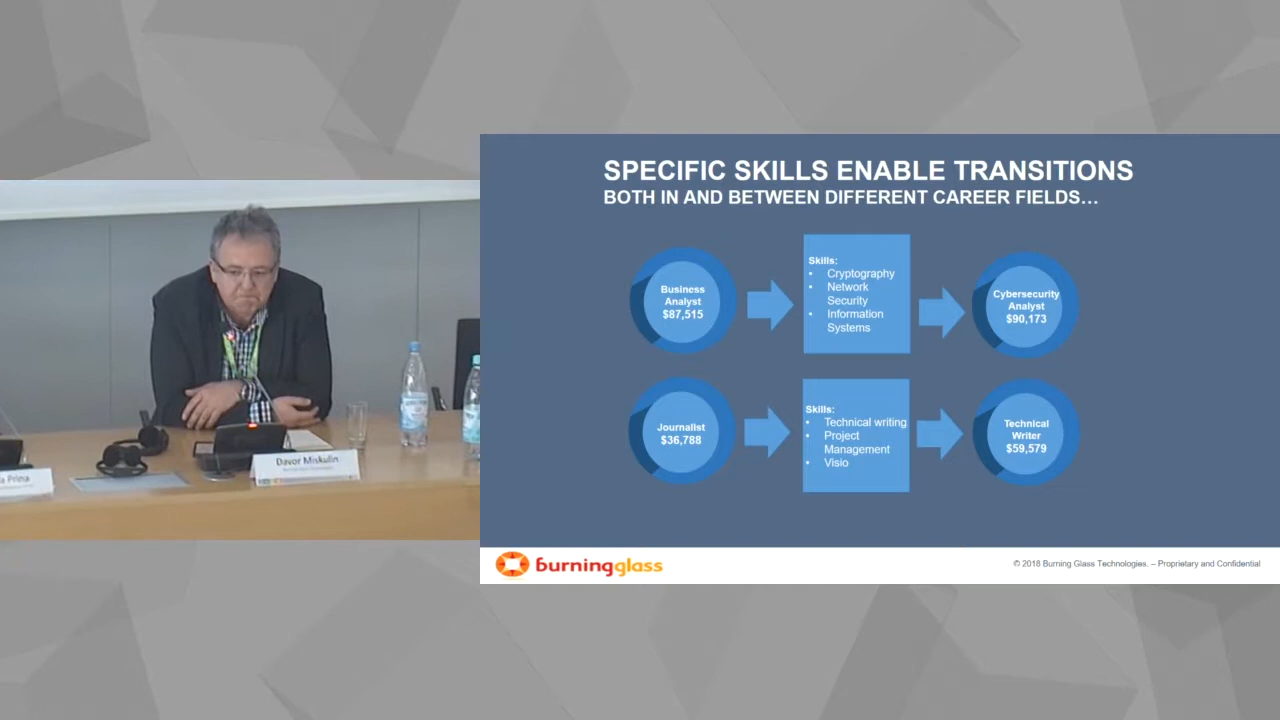 SPECIFIC SKILLS ENABLE TRANSITIONS
BOTH IN AND BETWEEN DIFFERENT CAREER FIELDS…
Business
Analyst
$87,515
Skills:
• Cryptography
• Network
Security
• Information
Systems
Cybersecurity
Analyst
$90,173
Journalist
$36,788
Skills:
• Technical writing
• Project
Management
• Visio
Technical
Writer
$59,579
burningglass
© 2018 Burning Glass Technologies. – Proprietary and Confidential
Davor Miskulin
a Prina